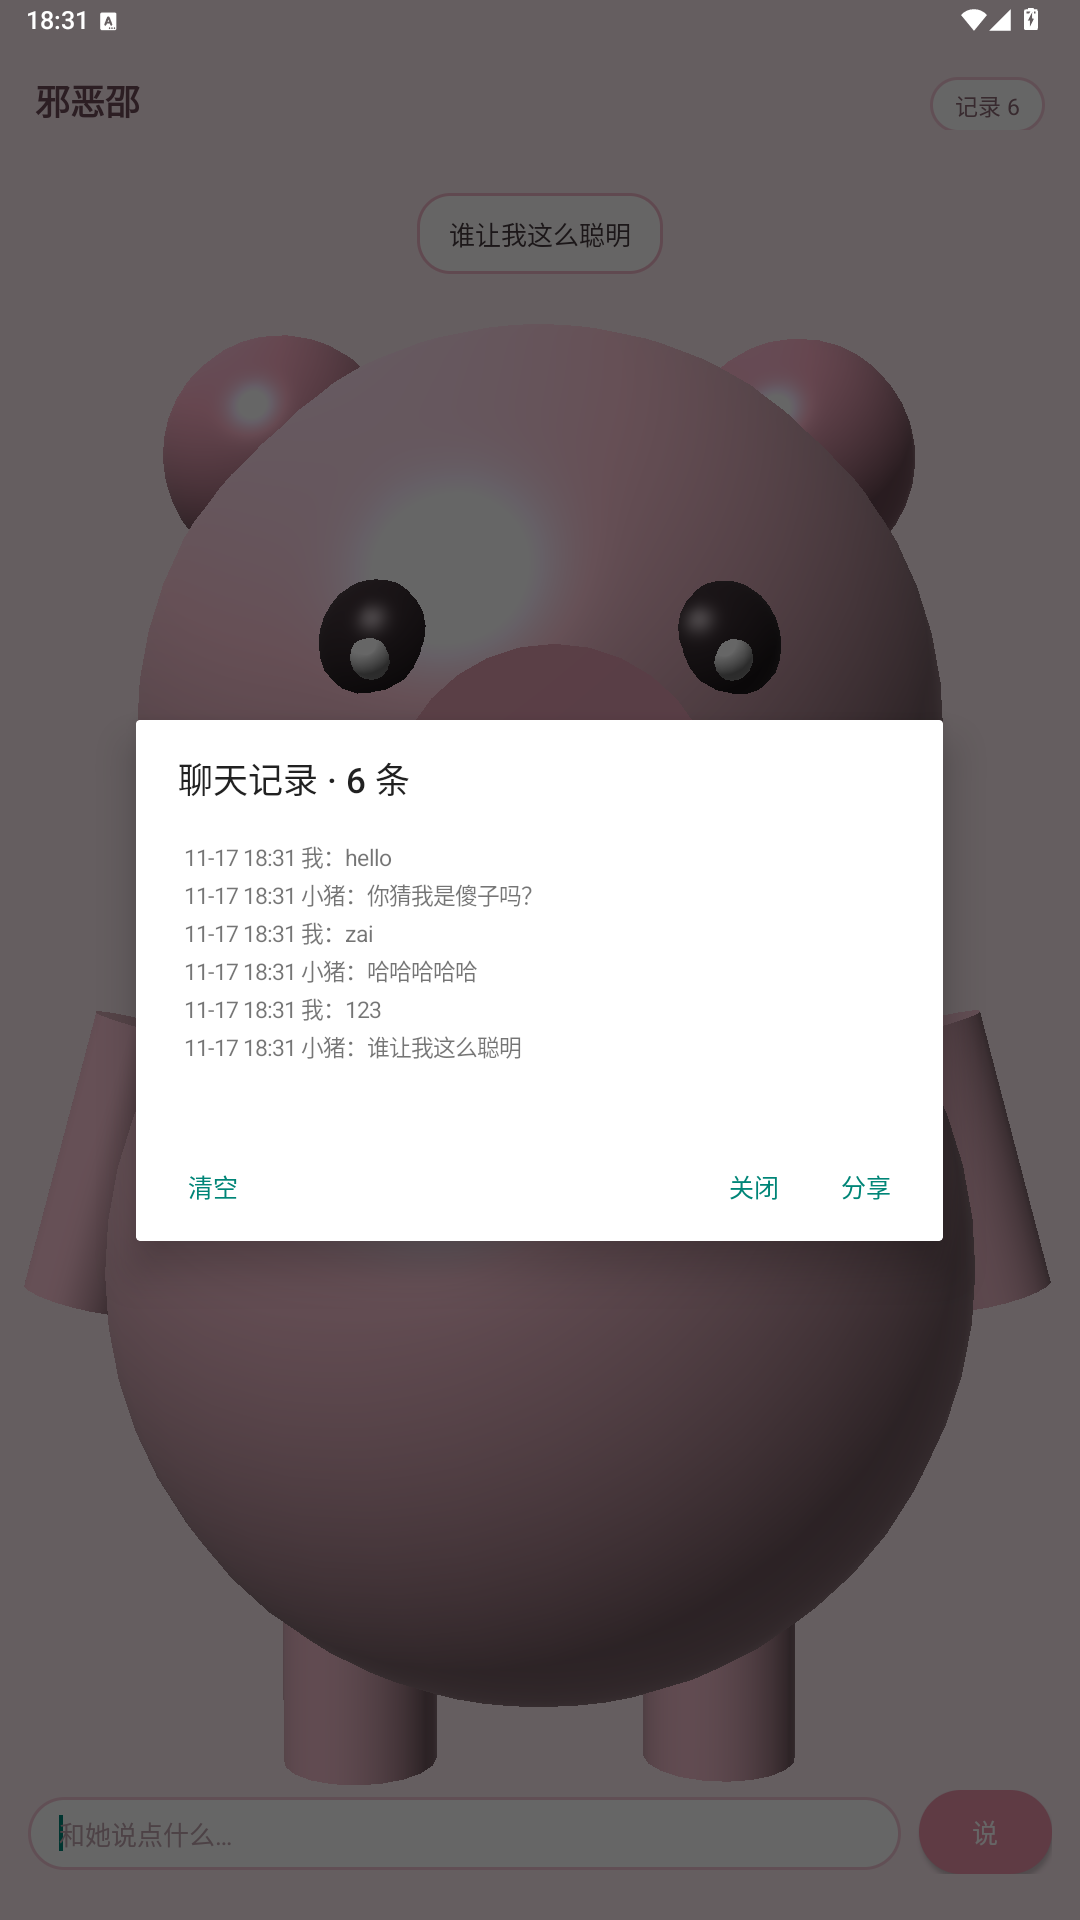 18:31
邪恶邵
记录 6
谁让我这么聪明
聊天记录 · 6 条
11-17 18:31 我：hello
11-17 18:31 小猪：你猜我是傻子吗？
11-17 18:31 我：zai
11-17 18:31 小猪：哈哈哈哈哈
11-17 18:31 我：123
11-17 18:31 小猪：谁让我这么聪明
清空 关闭 分享
和她说点什么... 说